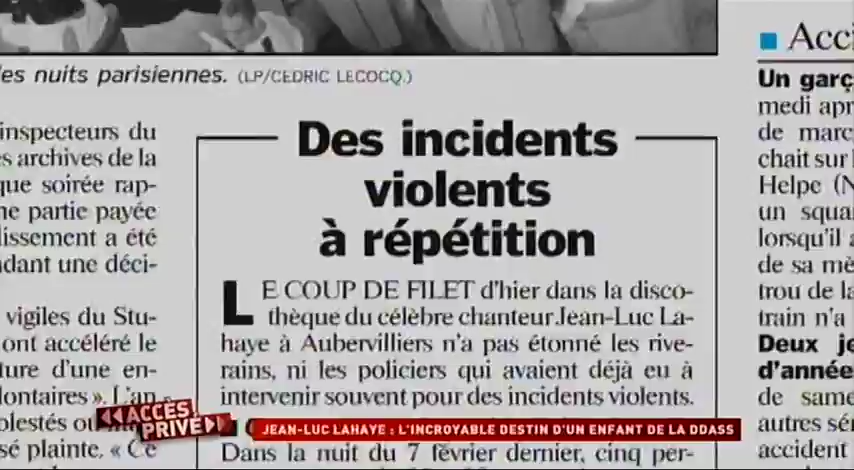 les nuits parisiennes. (LP/CEDRIC LECOCQ.)
inspecteurs du
s archives de la
que soirée rap-
ne partie payée
lissement a été
ndant une déci-
vigiles du Stu-
ont accéléré le
ture d'une en-
lontaires ». L'an-
olestés ou
sé plainte. « Ce
Des incidents
violents
à répétition
LE COUP DE FILET d'hier dans la disco-
thèque du célèbre chanteur Jean-Luc La-
haye à Aubervilliers n'a pas étonné les rive-
rains, ni les policiers qui avaient déjà eu à
intervenir souvent pour des incidents violents.
Dans la nuit du 7 février dernier, cinq per-
Acci
Un garç
medi apr
de marc
chait sur l
Helpe (N
un squa
lorsqu'il a
de sa mè
trou de la
train n'a
Deux je
d'année
de same
autres sé
accident
ACCÈS
PRIVÉ
JEAN-LUC LAHAYE : L'INCROYABLE DESTIN D'UN ENFANT DE LA DDASS